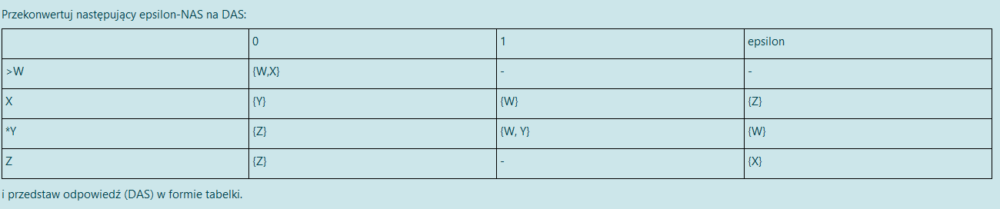 Przekonwertuj następujący epsilon-NAS na DAS:
0 1 epsilon
>W {W,X} - -
X {Y} {W} {Z}
*Y {Z} {W, Y} {W}
Z {Z} - {X}
i przedstaw odpowiedź (DAS) w formie tabelki.